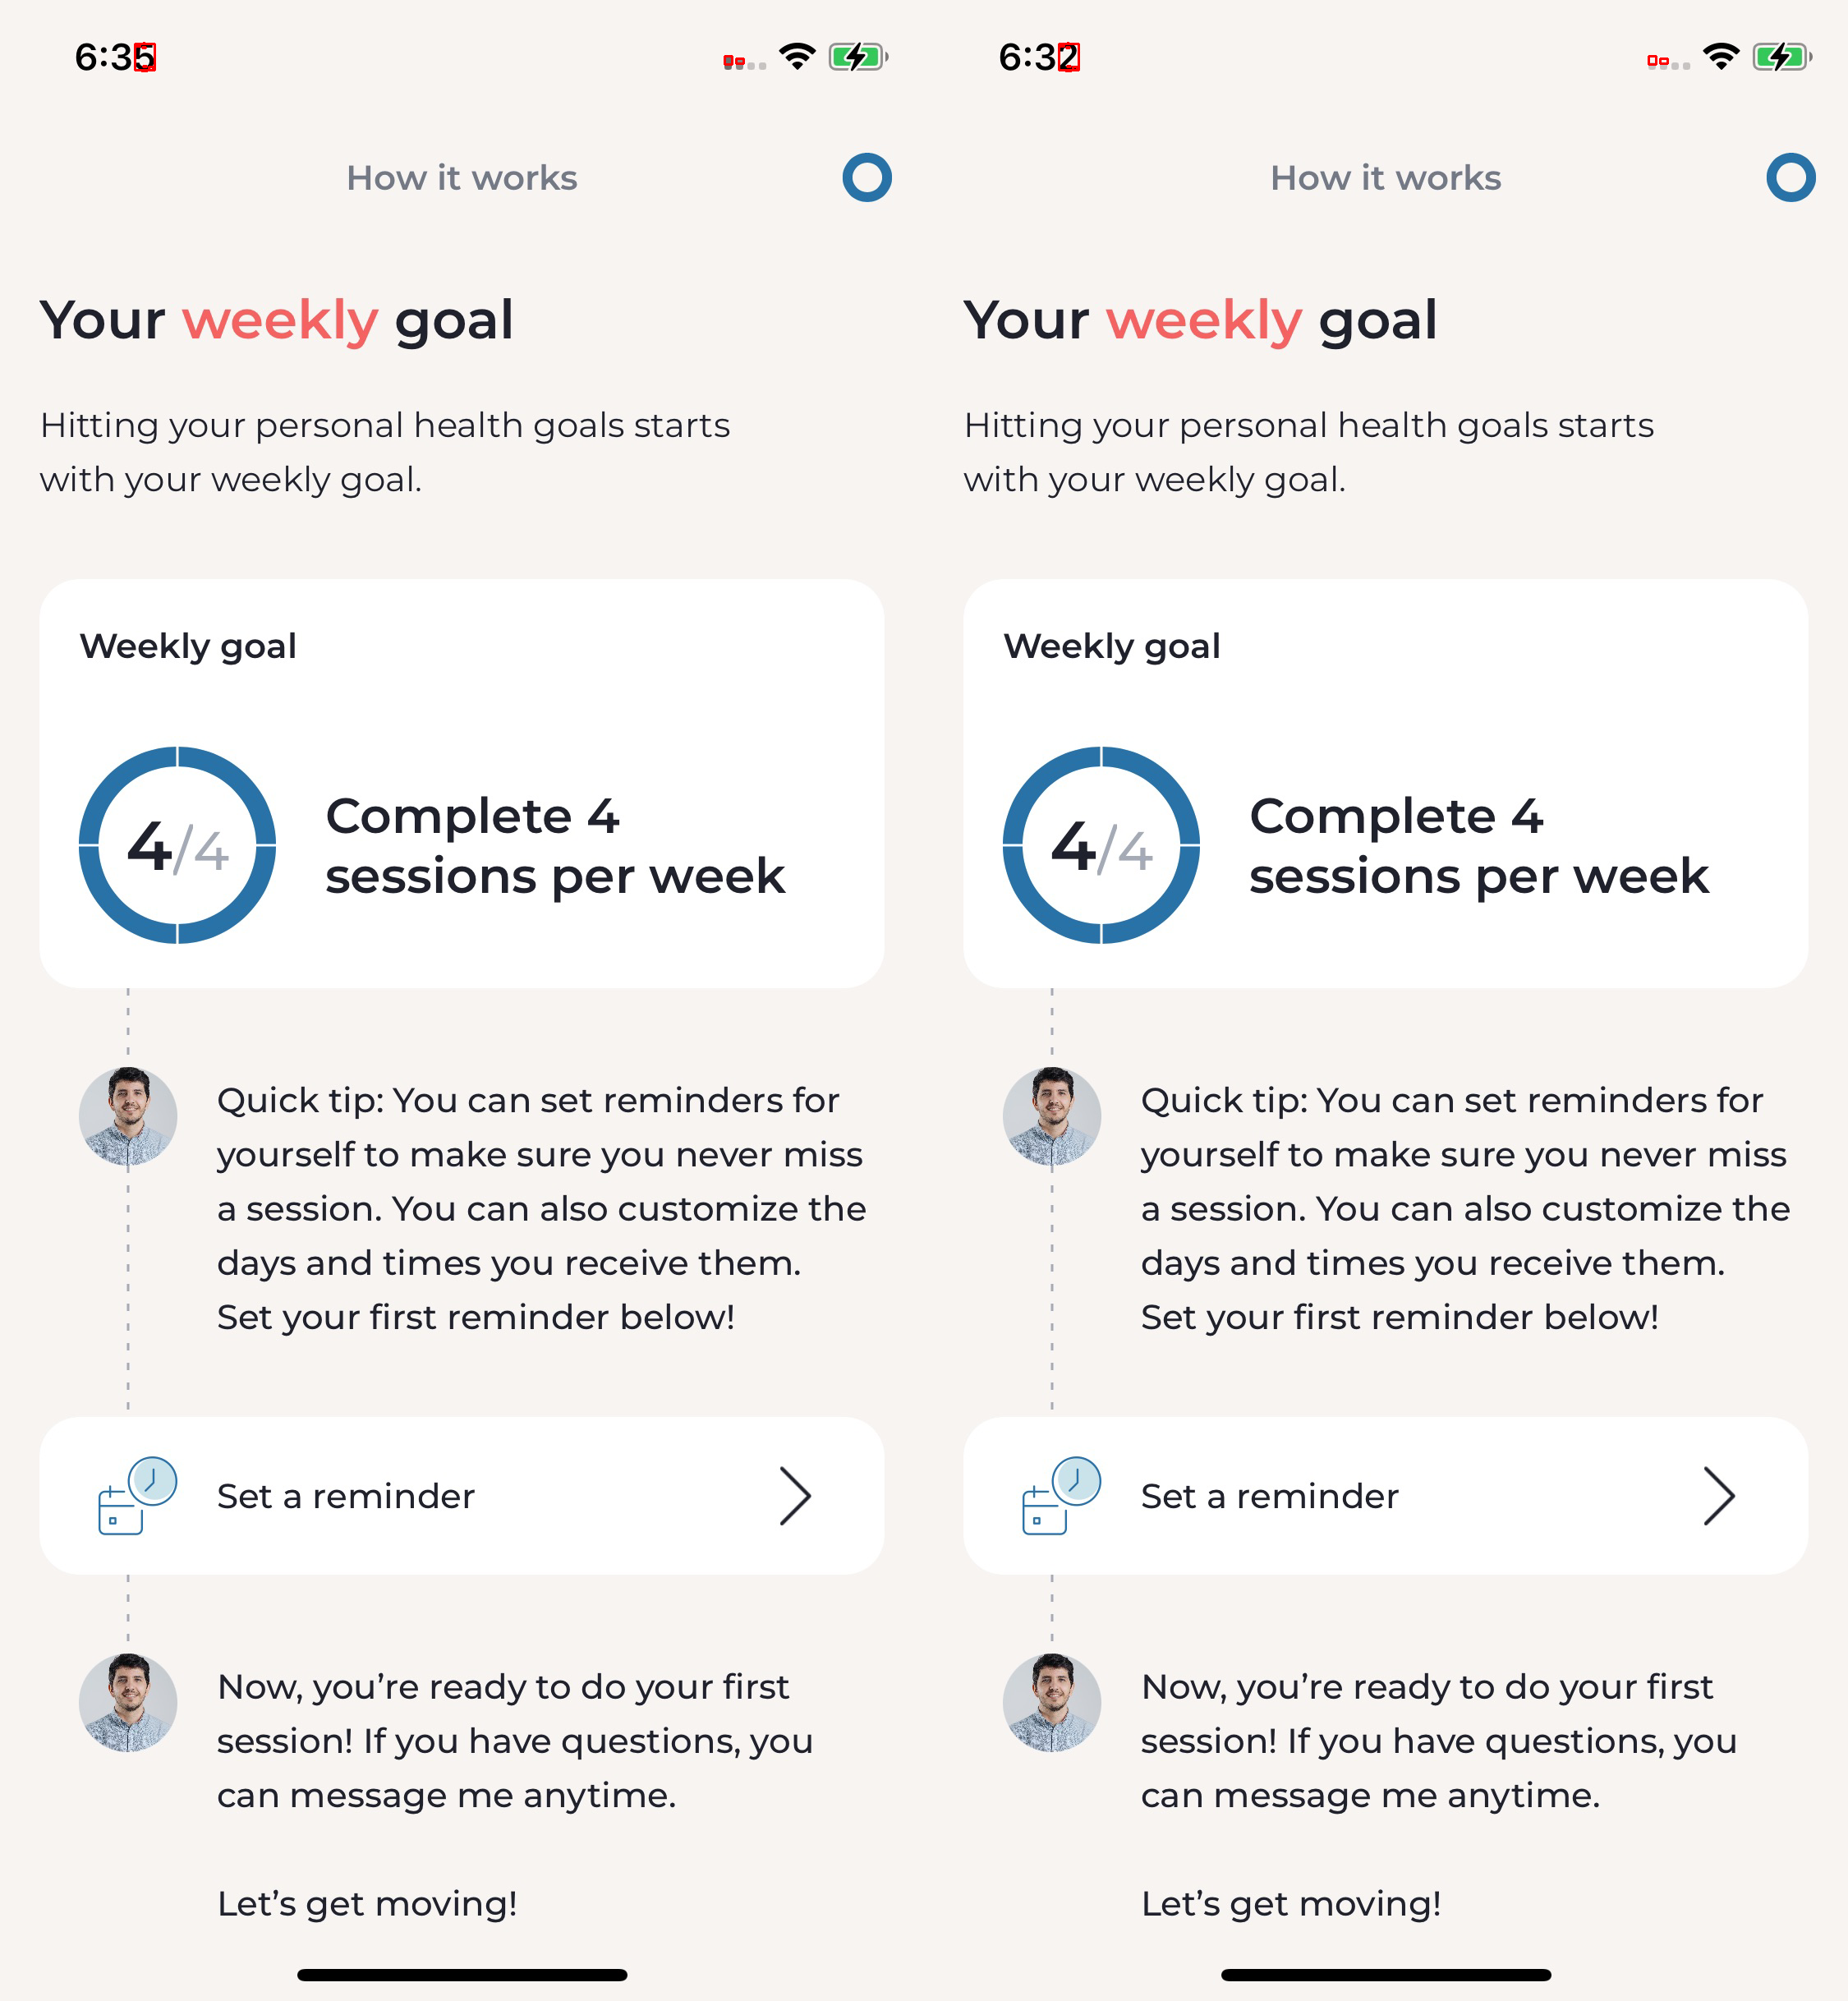 6:35
How it works
Your weekly goal
Hitting your personal health goals starts
with your weekly goal.
Weekly goal
4/4
Complete 4
sessions per week
Quick tip: You can set reminders for
yourself to make sure you never miss
a session. You can also customize the
days and times you receive them.
Set your first reminder below!
Set a reminder
Now, you’re ready to do your first
session! If you have questions, you
can message me anytime.
Let’s get moving!
6:32
How it works
Your weekly goal
Hitting your personal health goals starts
with your weekly goal.
Weekly goal
4/4
Complete 4
sessions per week
Quick tip: You can set reminders for
yourself to make sure you never miss
a session. You can also customize the
days and times you receive them.
Set your first reminder below!
Set a reminder
Now, you’re ready to do your first
session! If you have questions, you
can message me anytime.
Let’s get moving!